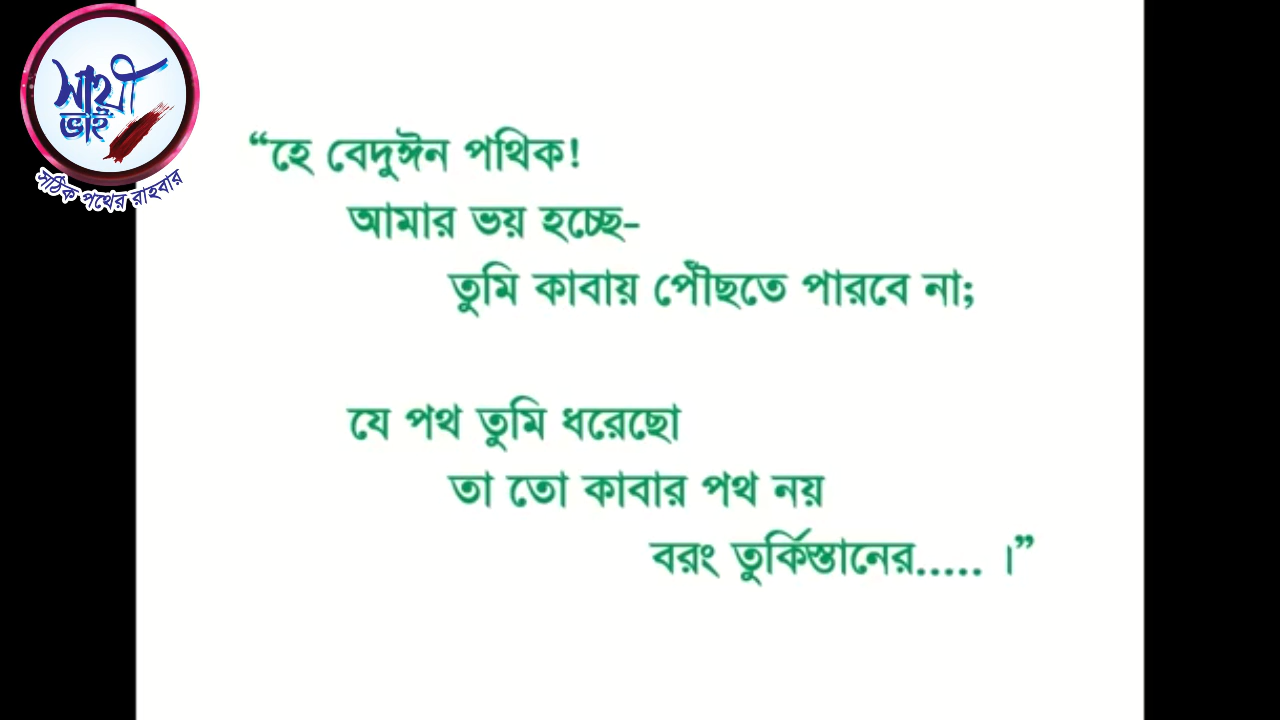 সাথী
ভাই
সঠিক পথের রাহবার
“হে বেদুঈন পথিক!
আমার ভয় হচ্ছে-
তুমি কাবায় পৌঁছতে পারবে না;
যে পথ তুমি ধরেছো
তা তো কাবার পথ নয়
বরং তুর্কিস্তানের..... ।”